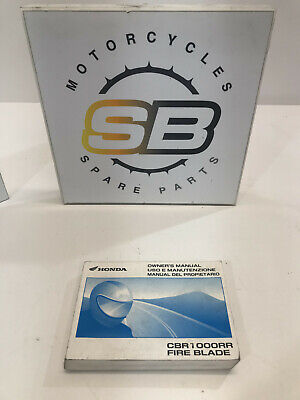 MOTORCYCLES
SB
SPARE PARTS
HONDA
OWNER'S MANUAL
USO E MANUTENZIONE
MANUAL DEL PROPIETARIO
CBR1000RR
FIRE BLADE